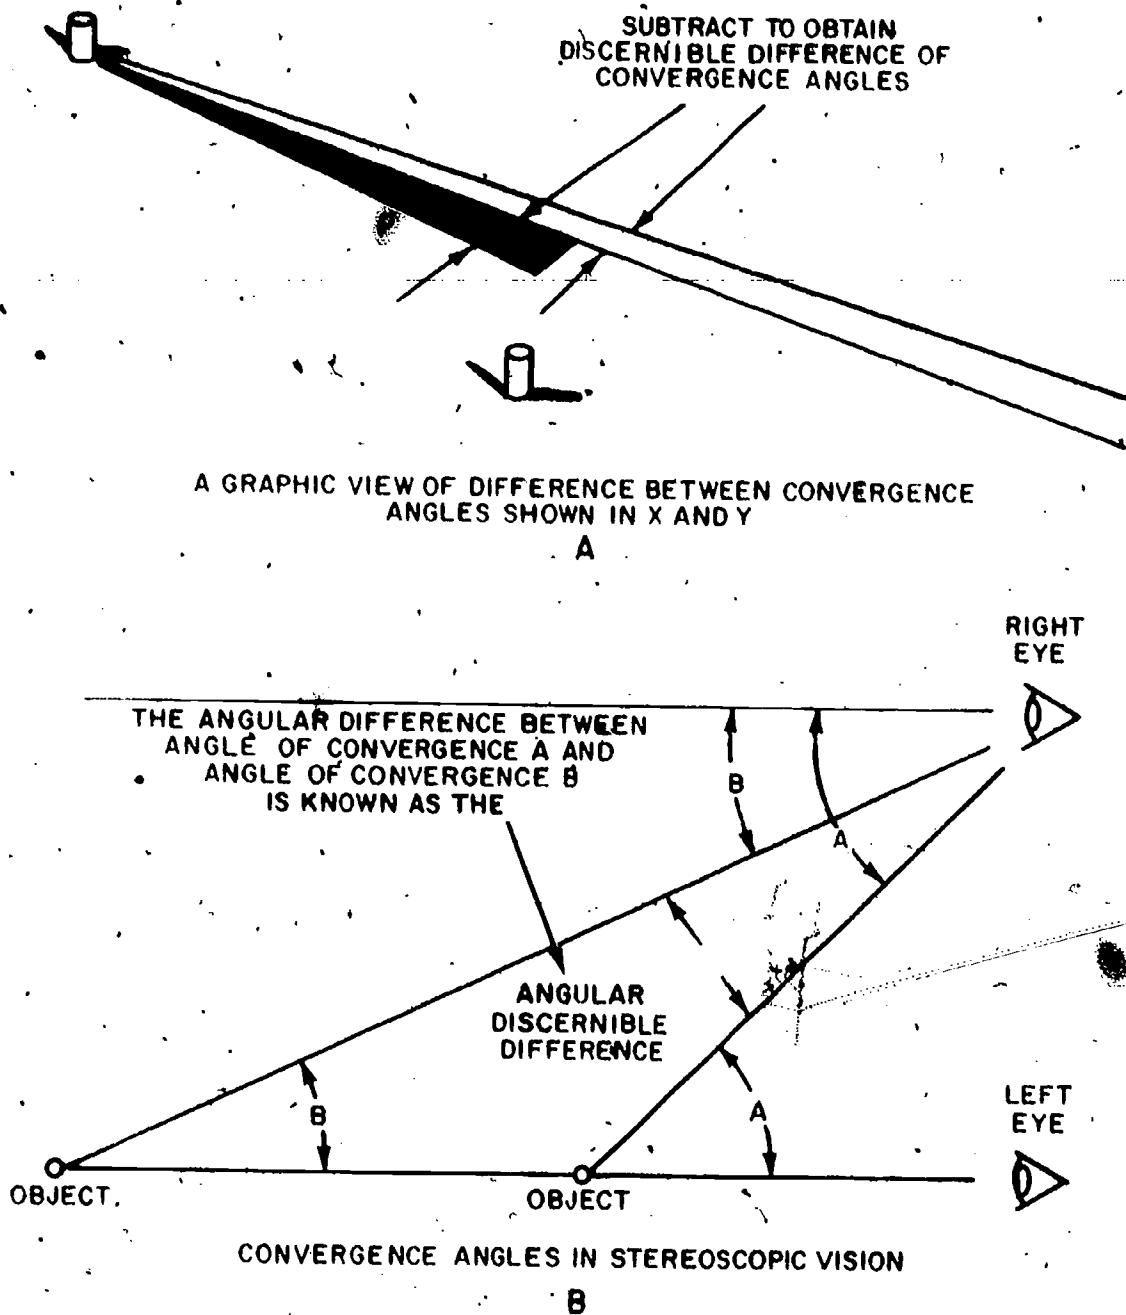 SUBTRACT TO OBTAIN
DISCERNIBLE DIFFERENCE OF
CONVERGENCE ANGLES
A GRAPHIC VIEW OF DIFFERENCE BETWEEN CONVERGENCE
ANGLES SHOWN IN X AND Y
A
RIGHT
EYE
THE ANGULAR DIFFERENCE BETWEEN
ANGLE OF CONVERGENCE A AND
ANGLE OF CONVERGENCE B
IS KNOWN AS THE
B
A
ANGULAR
DISCERNIBLE
DIFFERENCE
B
A
LEFT
EYE
OBJECT.
OBJECT
CONVERGENCE ANGLES IN STEREOSCOPIC VISION
B